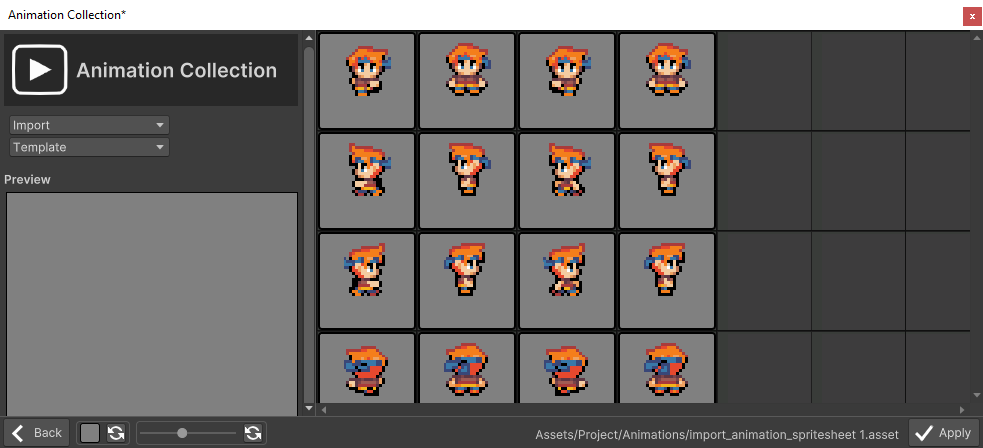 Animation Collection*
x
Animation Collection
Import
Template
Preview
Back
Assets/Project/Animations/import_animation_spritesheet 1.asset
Apply